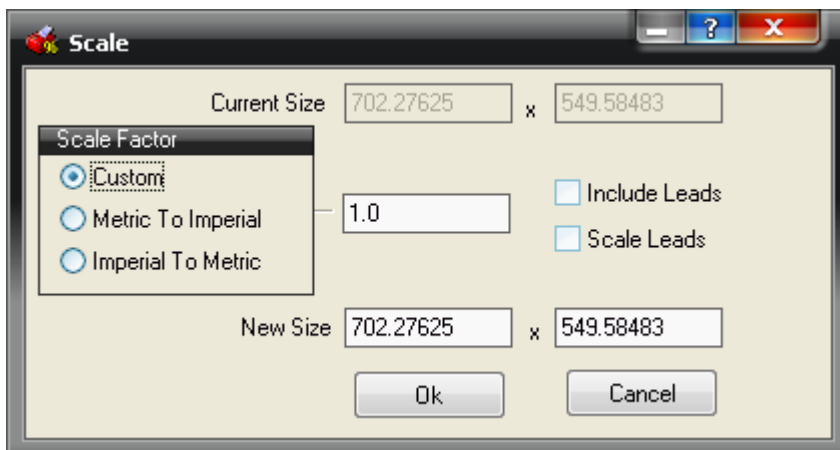 Scale
Current Size 702.27625 x 549.58483
Scale Factor
Custom
Metric To Imperial
Imperial To Metric
1.0
Include Leads
Scale Leads
New Size 702.27625 x 549.58483
Ok Cancel